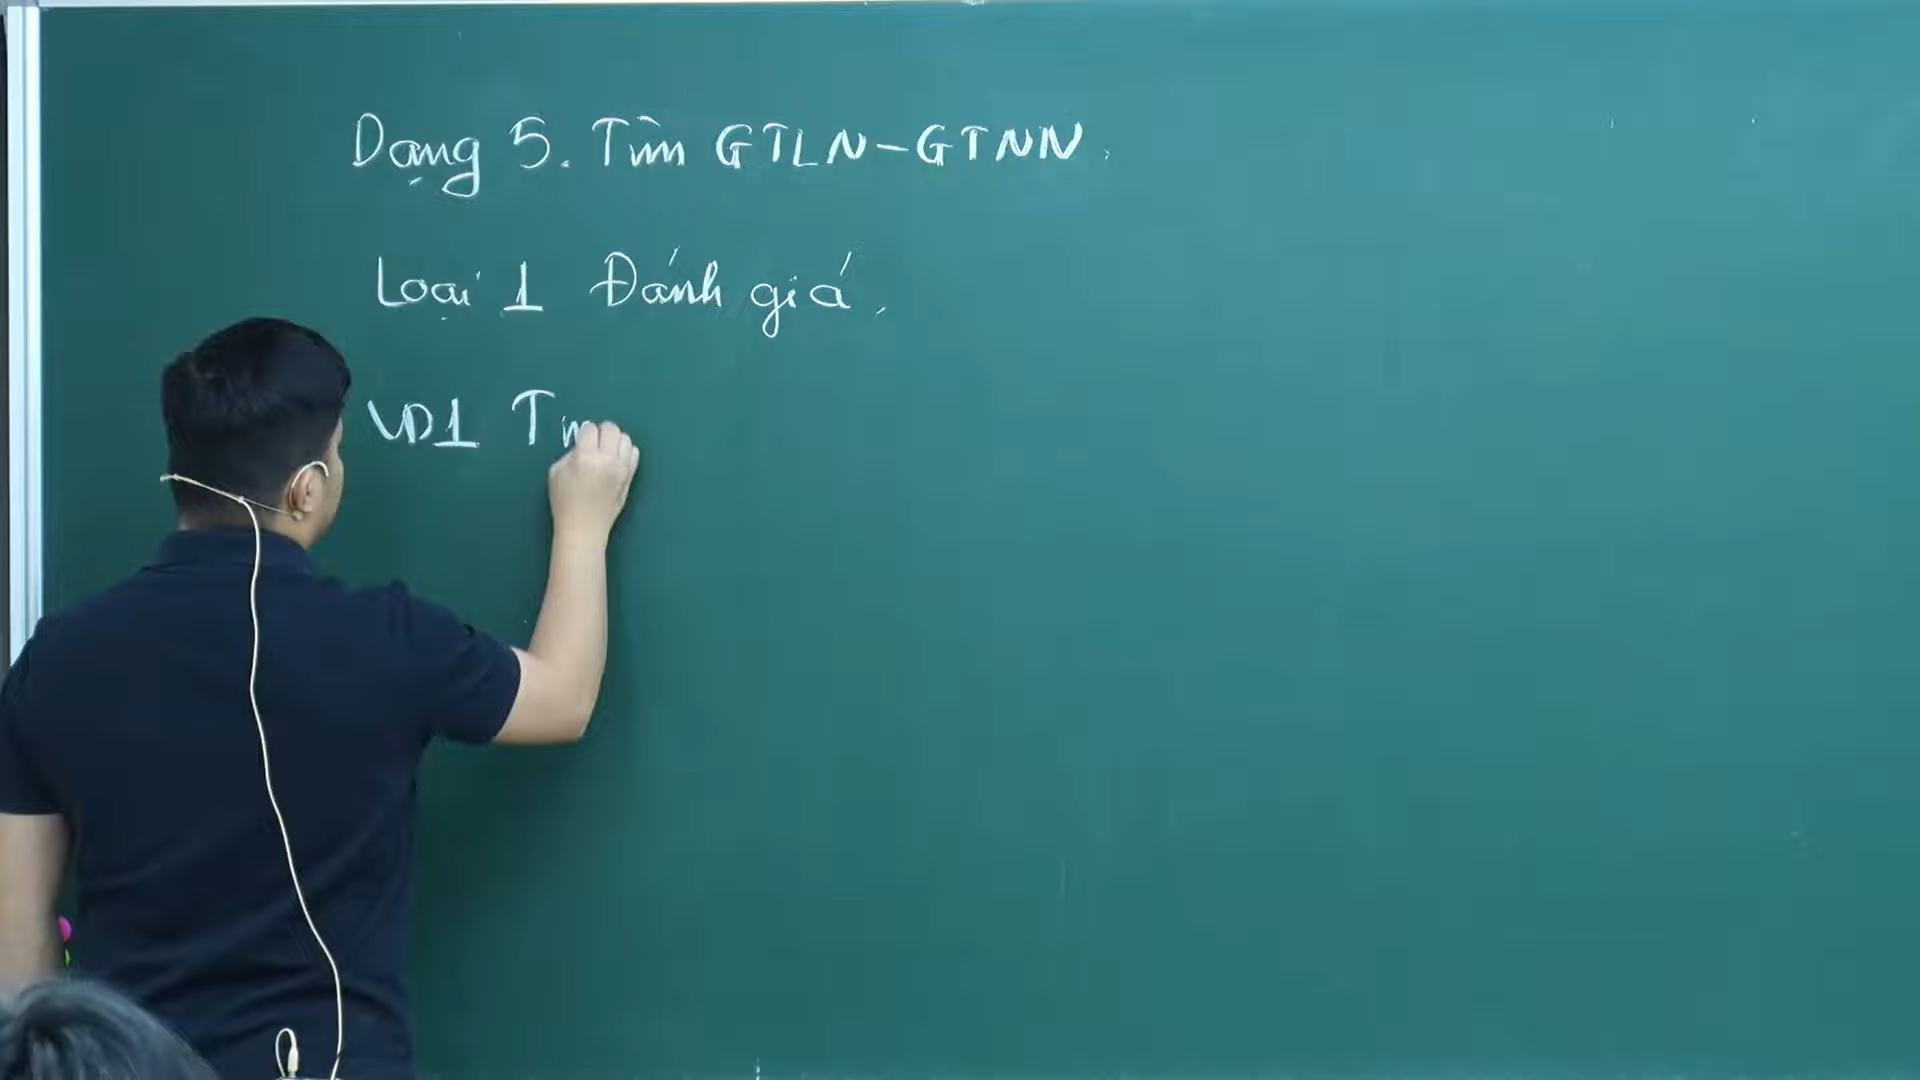 Dạng 5. Tìm GTLN-GTNN.
Loại 1 Đánh giá.
VD1